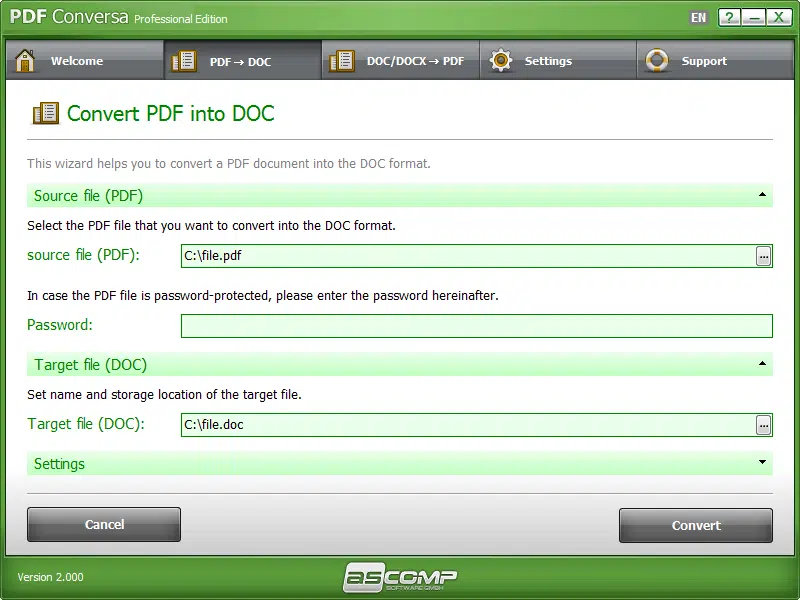 PDF Conversa Professional Edition
EN ? — X
Welcome
PDF → DOC
DOC/DOCX → PDF
Settings
Support
Convert PDF into DOC
This wizard helps you to convert a PDF document into the DOC format.
Source file (PDF)
Select the PDF file that you want to convert into the DOC format.
source file (PDF): C:\file.pdf ...
In case the PDF file is password-protected, please enter the password hereinafter.
Password:
Target file (DOC)
Set name and storage location of the target file.
Target file (DOC): C:\file.doc ...
Settings
Cancel
Convert
Version 2.000
ASCOMP
SOFTWARE GMBH